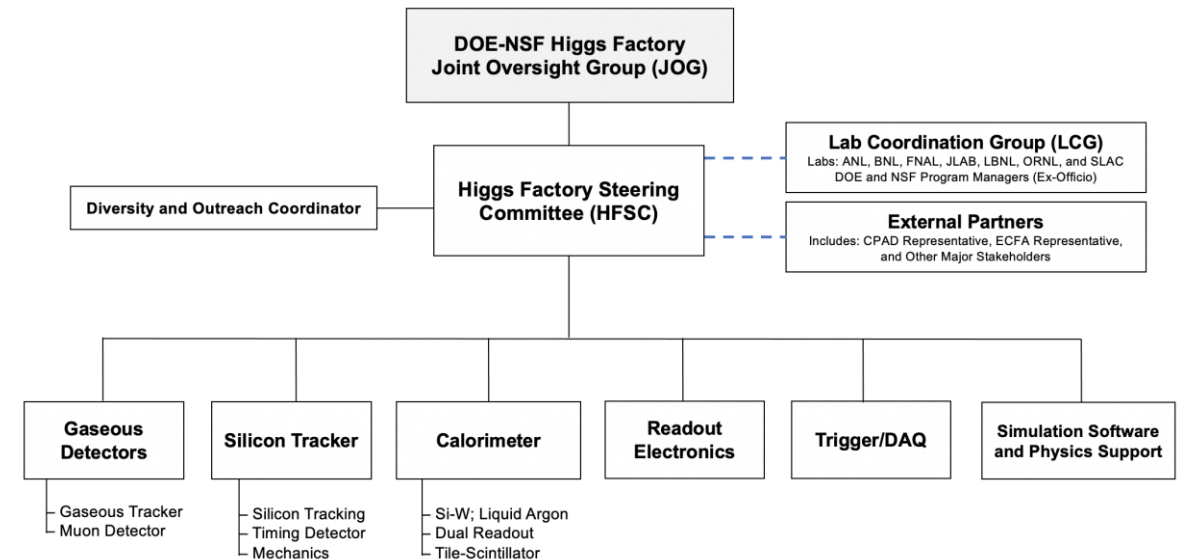 DOE-NSF Higgs Factory
Joint Oversight Group (JOG)
Lab Coordination Group (LCG)
Labs: ANL, BNL, FNAL, JLAB, LBNL, ORNL, and SLAC
DOE and NSF Program Managers (Ex-Officio)
Higgs Factory Steering
Committee (HFSC)
Diversity and Outreach Coordinator
External Partners
Includes: CPAD Representative, ECFA Representative,
and Other Major Stakeholders
Gaseous
Detectors
Gaseous Tracker
Muon Detector
Silicon Tracker
Silicon Tracking
Timing Detector
Mechanics
Calorimeter
Si-W; Liquid Argon
Dual Readout
Tile-Scintillator
Readout
Electronics
Trigger/DAQ
Simulation Software
and Physics Support